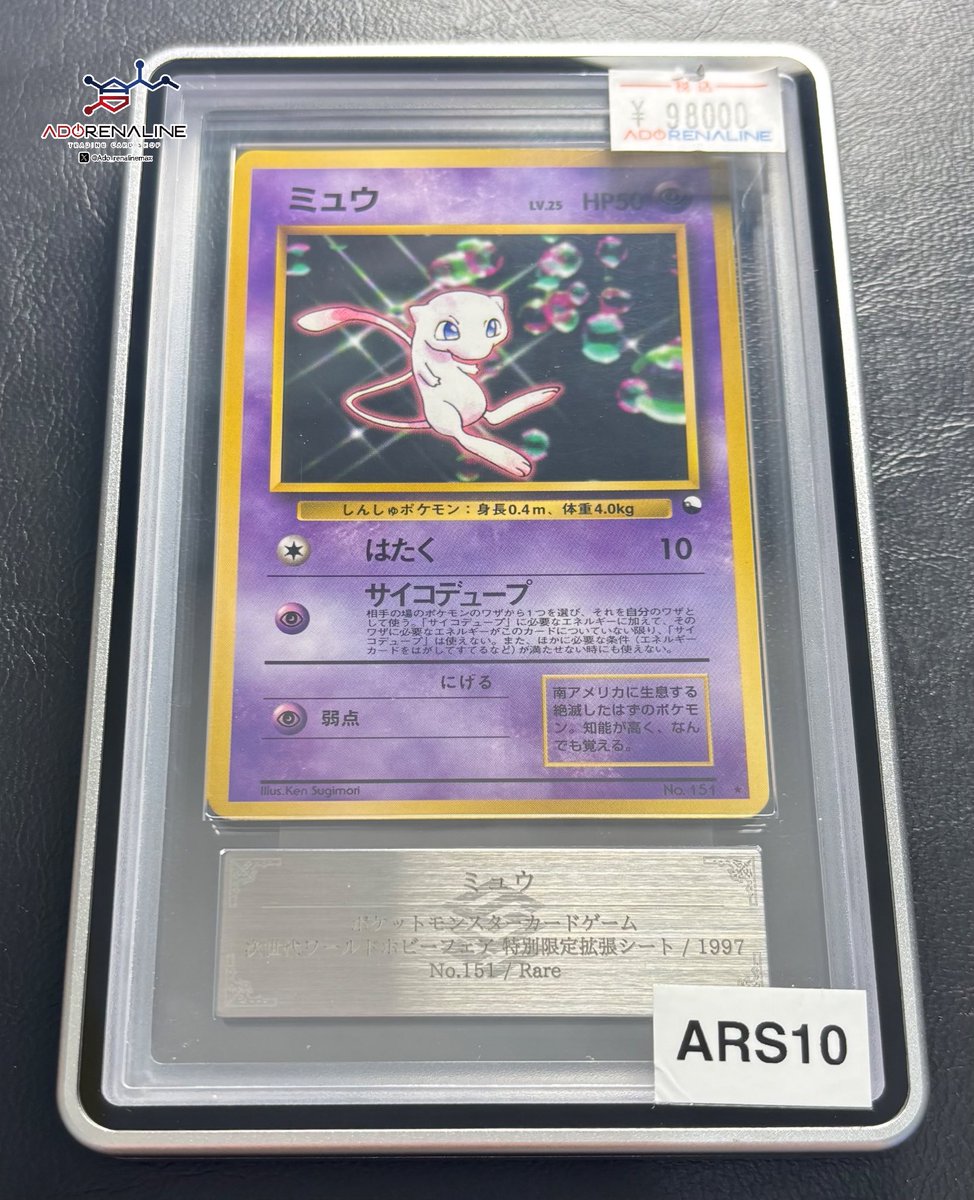 ADORENALINE
TRADING CARD SHOP
X @Adolrenalinemax
税込
¥ 98000
ADORENALINE
ミュウ LV.25 HP50
しんしゅポケモン：身長0.4m、体重4.0kg
はたく 10
サイコデュープ
相手の場のポケモンのワザから1つを選び、それを自分のワザと
して使う。「サイコデュープ」に必要なエネルギーに加えて、その
ワザに必要なエネルギーがこのカードについていない限り、「サイ
コデュープ」は使えない。また、ほかに必要な条件（エネルギー
カードをはがしてすてるなど）が満たせない時にも使えない。
にげる
弱点
南アメリカに生息する
絶滅したはずのポケモ
ン。知能が高く、なん
でも覚える。
Illus.Ken Sugimori No. 151 ★
ミュウ
ポケットモンスターカードゲーム
次世代ワールドホビーフェア 特別限定拡張シート / 1997
No.151 / Rare
ARS10